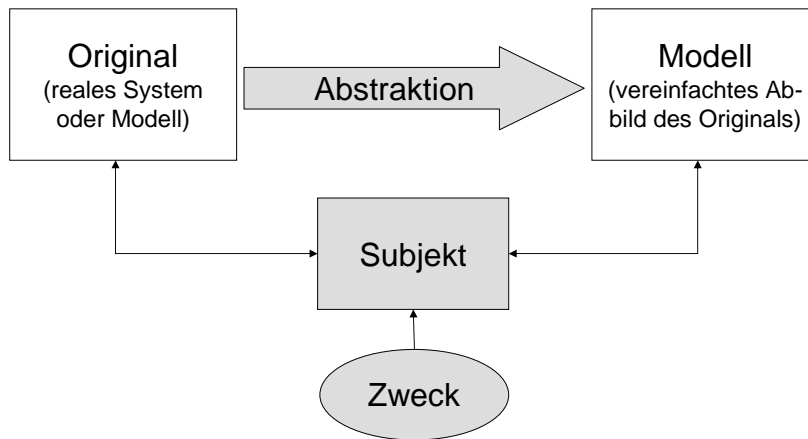 Original
(reales System
oder Modell)
Abstraktion
Modell
(vereinfachtes Ab-
bild des Originals)
Subjekt
Zweck